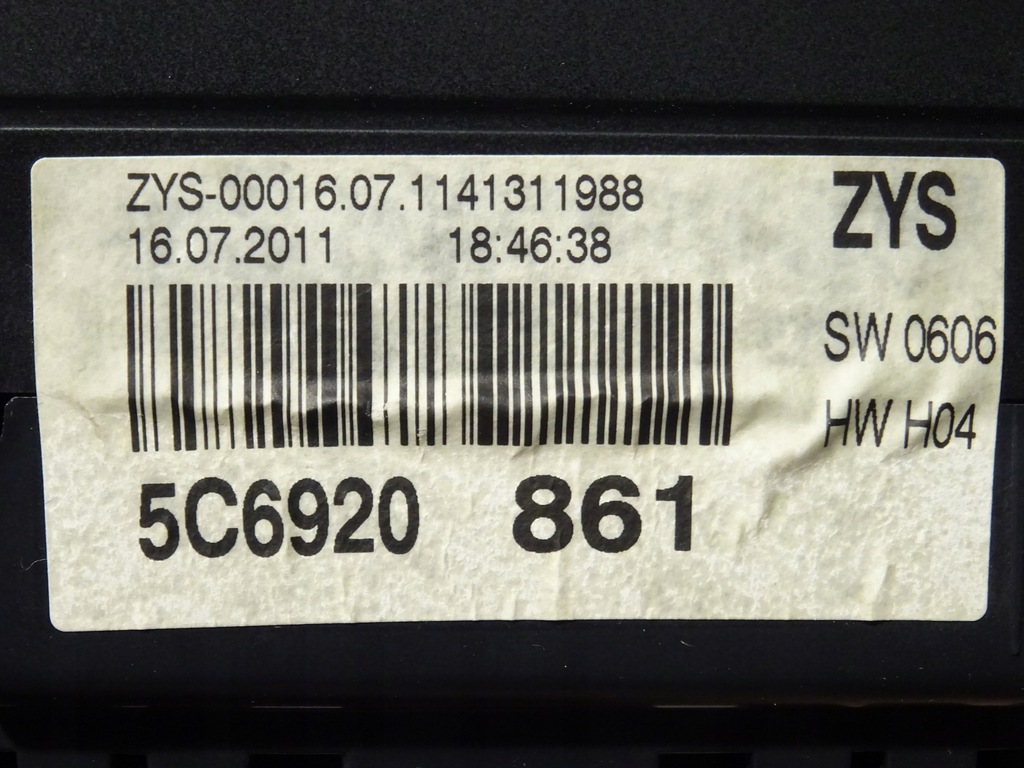 ZYS-00016.07.1141311988
16.07.2011 18:46:38
ZYS
SW 0606
HW H04
5C6920 861